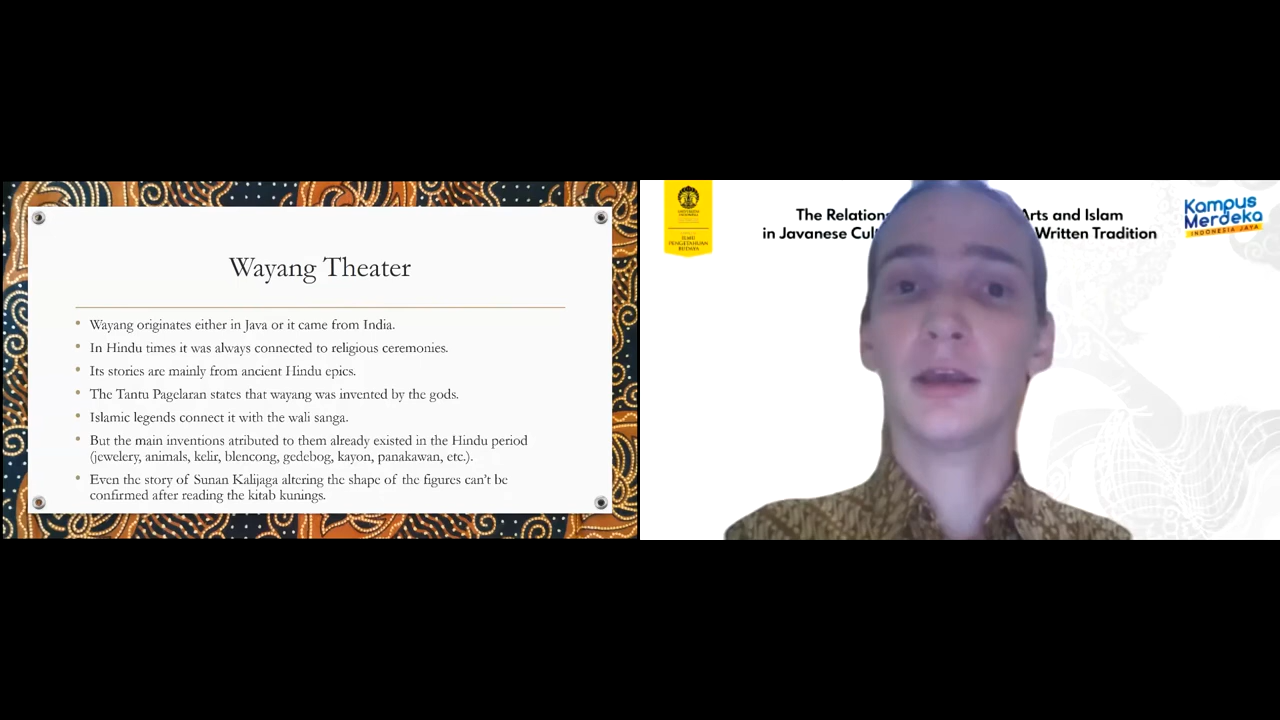 Wayang Theater
Wayang originates either in Java or it came from India.
In Hindu times it was always connected to religious ceremonies.
Its stories are mainly from ancient Hindu epics.
The Tantu Pagelaran states that wayang was invented by the gods.
Islamic legends connect it with the wali sanga.
But the main inventions atributed to them already existed in the Hindu period
(jewelery, animals, kelir, blencong, gedebog, kayon, panakawan, etc.).
Even the story of Sunan Kalijaga altering the shape of the figures can't be
confirmed after reading the kitab kunings.
The Relations Arts and Islam
in Javanese Cul Written Tradition
ILMU
PENGETAHUAN
BUDAYA
Kampus
Merdeka
INDONESIA JAYA